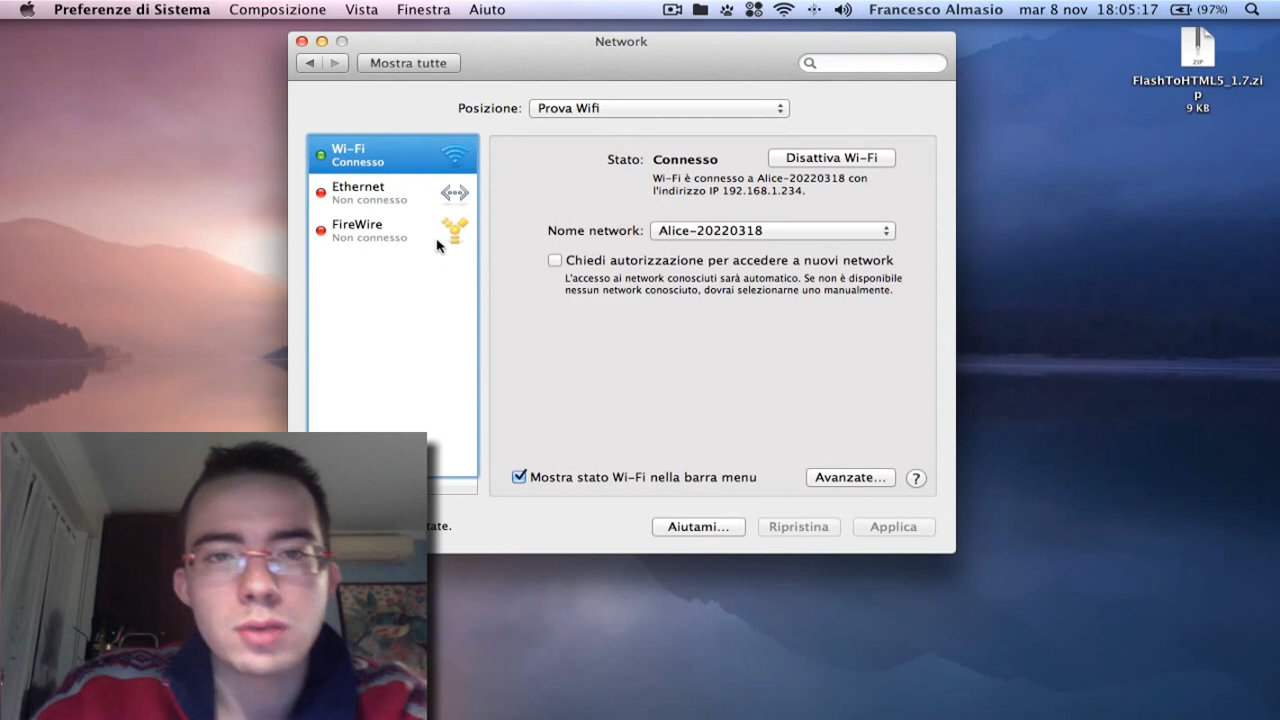 Preferenze di Sistema Composizione Vista Finestra Aiuto Francesco Almasio mar 8 nov 18:05:17 (97%)
Network
Mostra tutte
FlashToHTML5_1.7.zi
p
9 KB
ZIP
Posizione: Prova Wifi
Wi-Fi
Connesso
Ethernet
Non connesso
FireWire
Non connesso
Stato: Connesso Disattiva Wi-Fi
Wi-Fi è connesso a Alice-20220318 con
l'indirizzo IP 192.168.1.234.
Nome network: Alice-20220318
Chiedi autorizzazione per accedere a nuovi network
L'accesso ai network conosciuti sarà automatico. Se non è disponibile
nessun network conosciuto, dovrai selezionarne uno manualmente.
Mostra stato Wi-Fi nella barra menu Avanzate... ?
tate.
Aiutami... Ripristina Applica